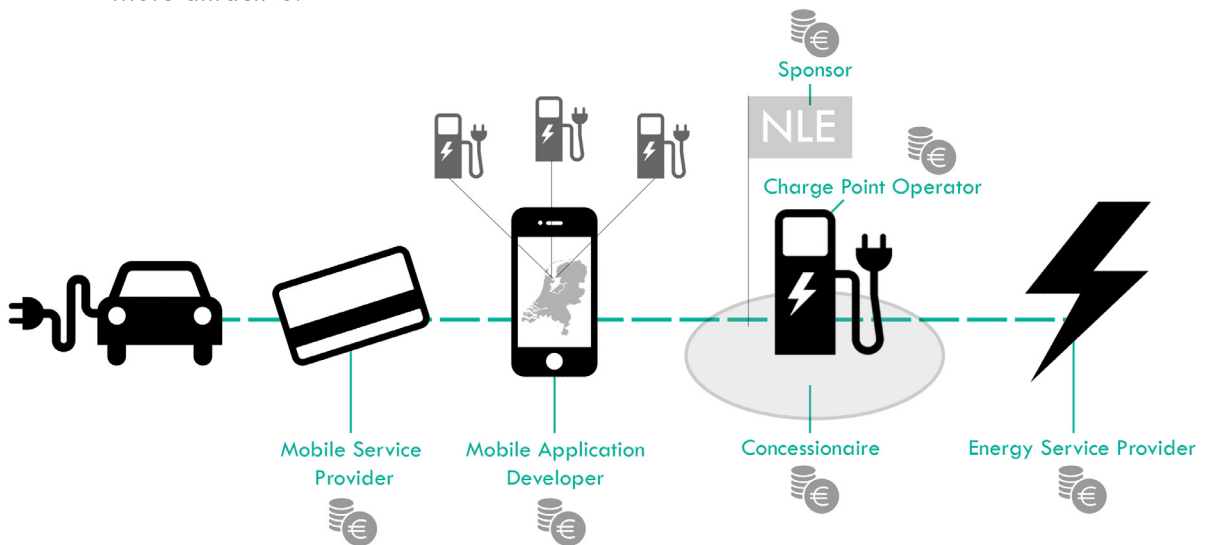 Sponsor
NLE
Charge Point Operator
Mobile Service
Provider
Mobile Application
Developer
Concessionaire
Energy Service Provider